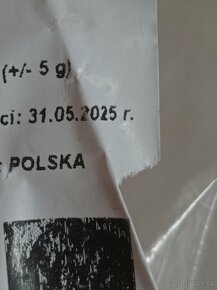 (+/- 5 g)
ci: 31.05.2025 r.
: POLSKA